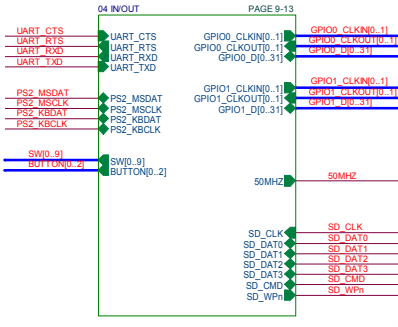 04 IN/OUT PAGE 9-13
UART_CTS UART_CTS GPIO0_CLKIN[0..1] GPIO0_CLKIN[0..1]
UART_RTS UART_RTS GPIO0_CLKOUT[0..1] GPIO0_CLKOUT[0..1]
UART_RXD UART_RXD GPIO0_D[0..31] GPIO0_D[0..31]
UART_TXD UART_TXD
GPIO1_CLKIN[0..1] GPIO1_CLKIN[0..1]
PS2_MSDAT PS2_MSDAT GPIO1_CLKOUT[0..1] GPIO1_CLKOUT[0..1]
PS2_MSCLK PS2_MSCLK GPIO1_D[0..31] GPIO1_D[0..31]
PS2_KBDAT PS2_KBDAT
PS2_KBCLK PS2_KBCLK
SW[0..9] SW[0..9]
BUTTON[0..2] BUTTON[0..2]
50MHZ 50MHZ
SD_CLK SD_CLK
SD_DAT0 SD_DAT0
SD_DAT1 SD_DAT1
SD_DAT2 SD_DAT2
SD_DAT3 SD_DAT3
SD_CMD SD_CMD
SD_WPn SD_WPn